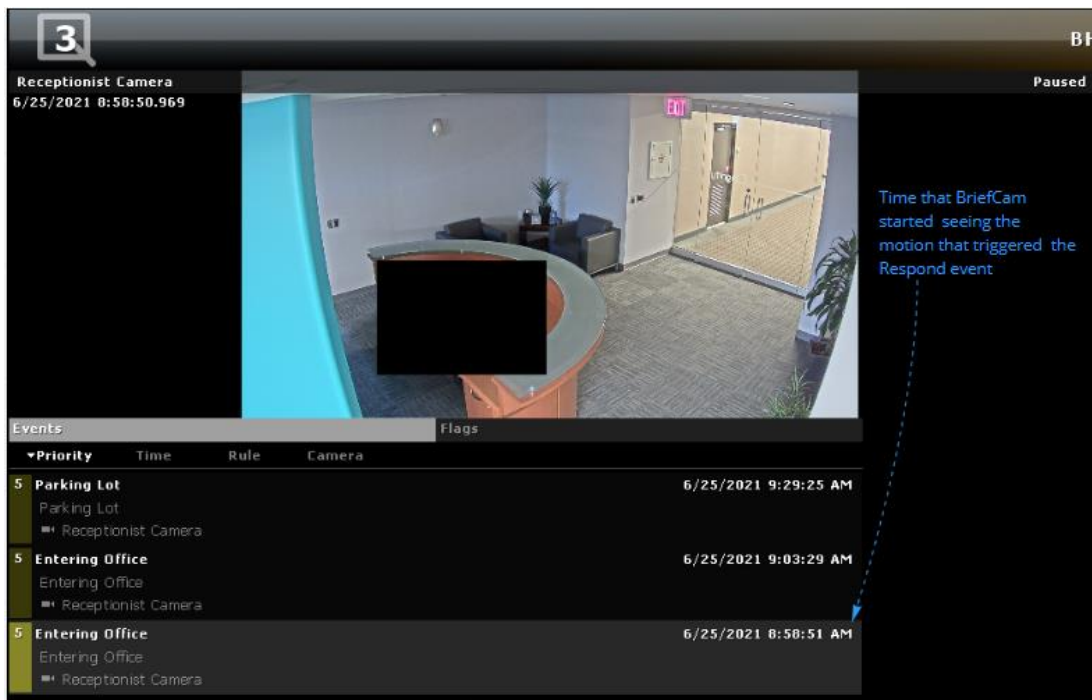 3
BH
Receptionist Camera
Paused
6/25/2021 8:58:50.969
EXIT
Time that BriefCam
started seeing the
motion that triggered the
Respond event
Events
Flags
Priority Time Rule Camera
5 Parking Lot 6/25/2021 9:29:25 AM
Parking Lot
Receptionist Camera
5 Entering Office 6/25/2021 9:03:29 AM
Entering Office
Receptionist Camera
5 Entering Office 6/25/2021 8:58:51 AM
Entering Office
Receptionist Camera